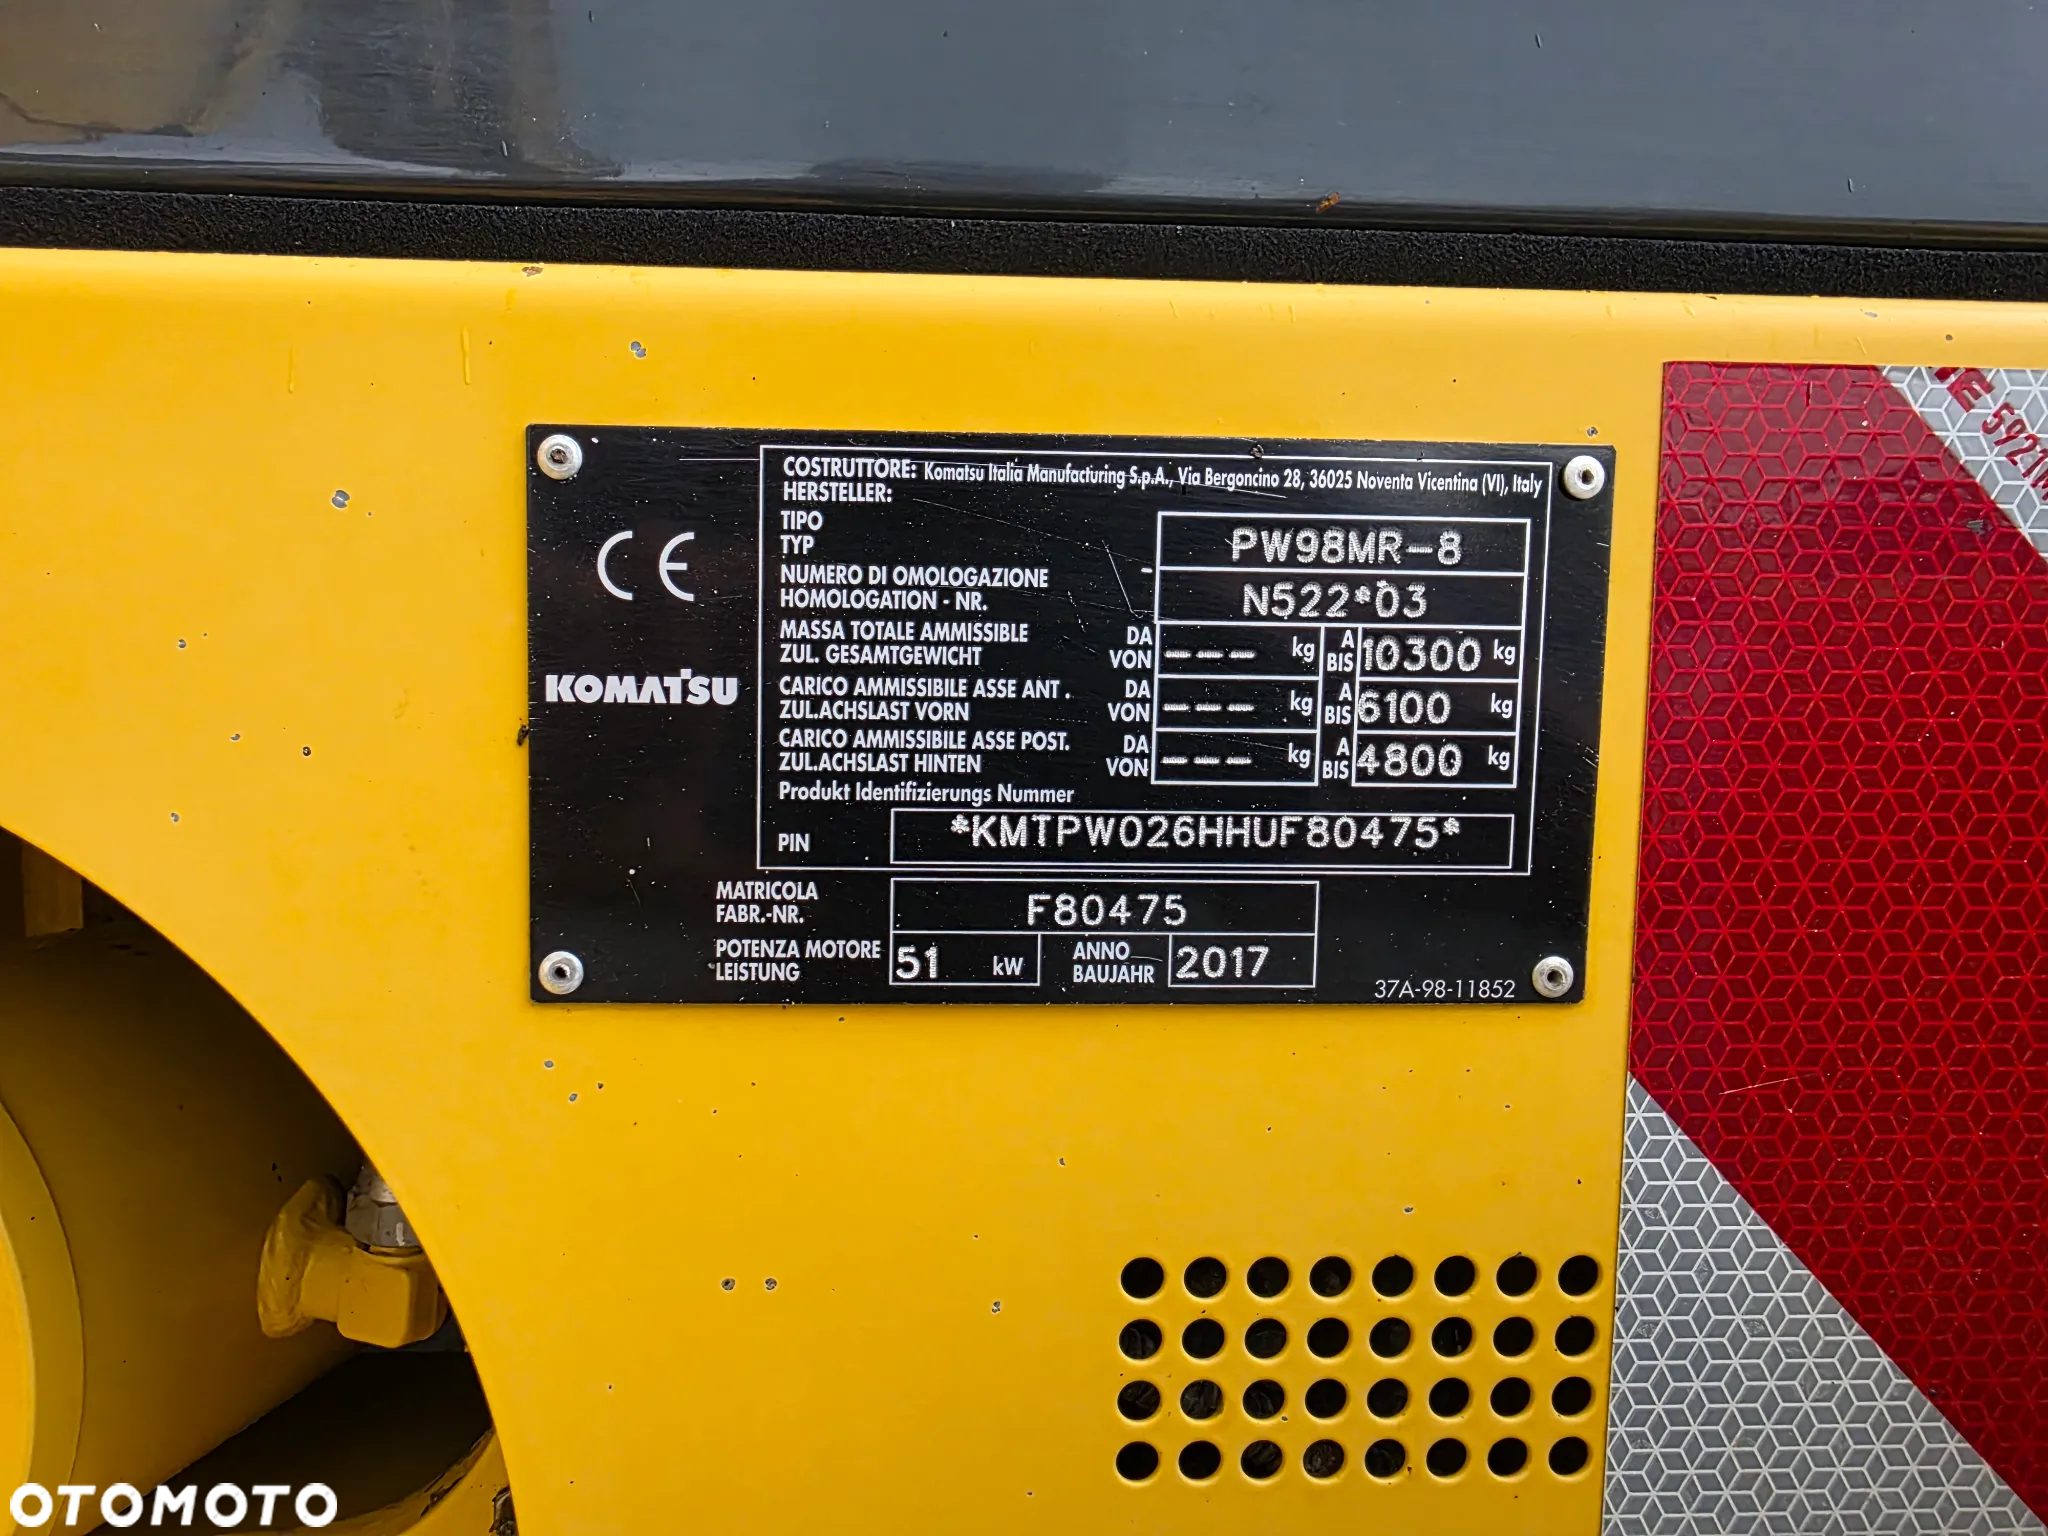 COSTRUTTORE: Komatsu Italia Manufacturing S.p.A., Via Bergoncino 28, 36025 Noventa Vicentina (VI), Italy
HERSTELLER:
TIPO
TYP
PW98MR-8
NUMERO DI OMOLOGAZIONE -
HOMOLOGATION - NR.
N522*03
MASSA TOTALE AMMISSIBLE DA
ZUL. GESAMTGEWICHT VON
--- kg A BIS 10300 kg
CARICO AMMISSIBILE ASSE ANT. DA
ZUL.ACHSLAST VORN VON
--- kg A BIS 6100 kg
CARICO AMMISSIBILE ASSE POST. DA
ZUL.ACHSLAST HINTEN VON
--- kg A BIS 4800 kg
Produkt Identifizierungs Nummer
PIN *KMTPW026HHUF80475*
MATRICOLA
FABR.-NR.
F80475
POTENZA MOTORE
LEISTUNG
51 kW
ANNO
BAUJAHR
2017
37A-98-11852
CE
KOMATSU
OTOMOTO